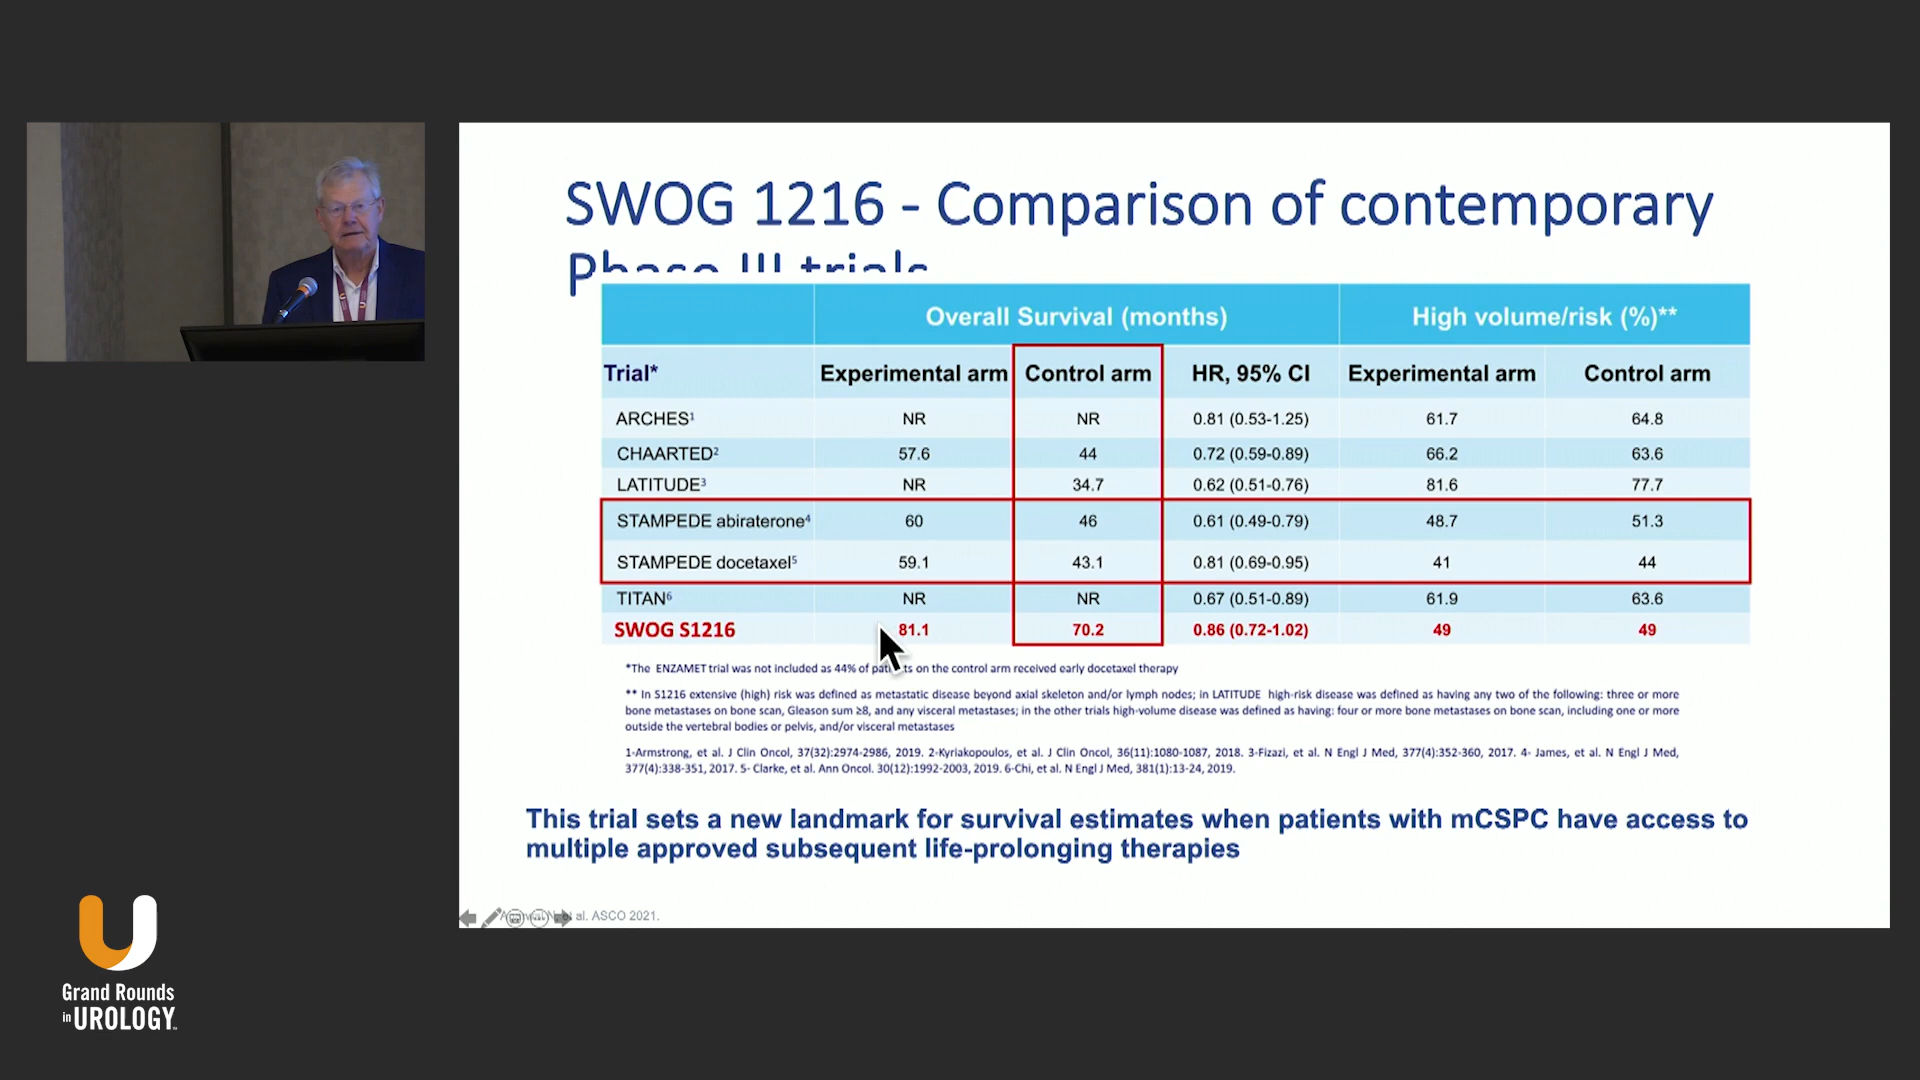 SWOG 1216 - Comparison of contemporary
Phase III trials
Overall Survival (months) High volume/risk (%)**
Trial* Experimental arm Control arm HR, 95% CI Experimental arm Control arm
ARCHES¹ NR NR 0.81 (0.53-1.25) 61.7 64.8
CHAARTED² 57.6 44 0.72 (0.59-0.89) 66.2 63.6
LATITUDE³ NR 34.7 0.62 (0.51-0.76) 81.6 77.7
STAMPEDE abiraterone⁴ 60 46 0.61 (0.49-0.79) 48.7 51.3
STAMPEDE docetaxel⁵ 59.1 43.1 0.81 (0.69-0.95) 41 44
TITAN⁶ NR NR 0.67 (0.51-0.89) 61.9 63.6
SWOG S1216 81.1 70.2 0.86 (0.72-1.02) 49 49
*The ENZAMET trial was not included as 44% of patients on the control arm received early docetaxel therapy
** In S1216 extensive (high) risk was defined as metastatic disease beyond axial skeleton and/or lymph nodes; in LATITUDE high-risk disease was defined as having any two of the following: three or more
bone metastases on bone scan, Gleason sum ≥8, and any visceral metastases; in the other trials high-volume disease was defined as having: four or more bone metastases on bone scan, including one or more
outside the vertebral bodies or pelvis, and/or visceral metastases
1-Armstrong, et al. J Clin Oncol, 37(32):2974-2986, 2019. 2-Kyriakopoulos, et al. J Clin Oncol, 36(11):1080-1087, 2018. 3-Fizazi, et al. N Engl J Med, 377(4):352-360, 2017. 4- James, et al. N Engl J Med,
377(4):338-351, 2017. 5- Clarke, et al. Ann Oncol. 30(12):1992-2003, 2019. 6-Chi, et al. N Engl J Med, 381(1):13-24, 2019.
This trial sets a new landmark for survival estimates when patients with mCSPC have access to
multiple approved subsequent life-prolonging therapies
al. ASCO 2021.
Grand Rounds
in UROLOGY™